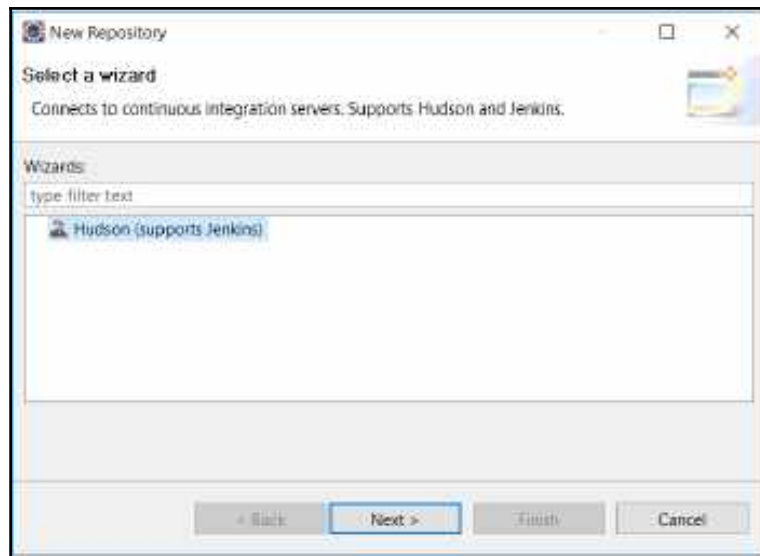 New Repository
Select a wizard
Connects to continuous integration servers. Supports Hudson and Jenkins.
Wizards:
type filter text
Hudson (supports Jenkins)
< Back
Next >
Finish
Cancel